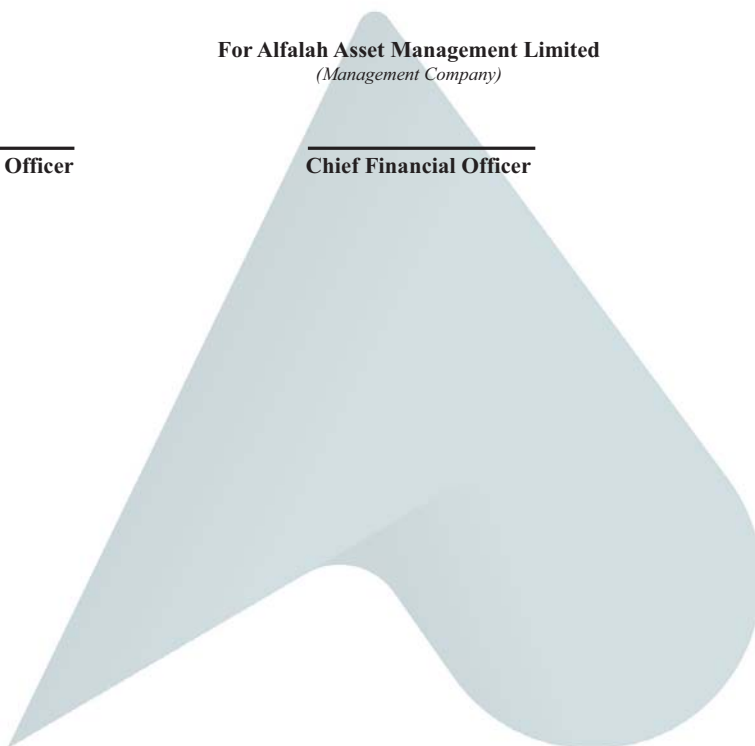 For Alfalah Asset Management Limited
(Management Company)
Officer
Chief Financial Officer